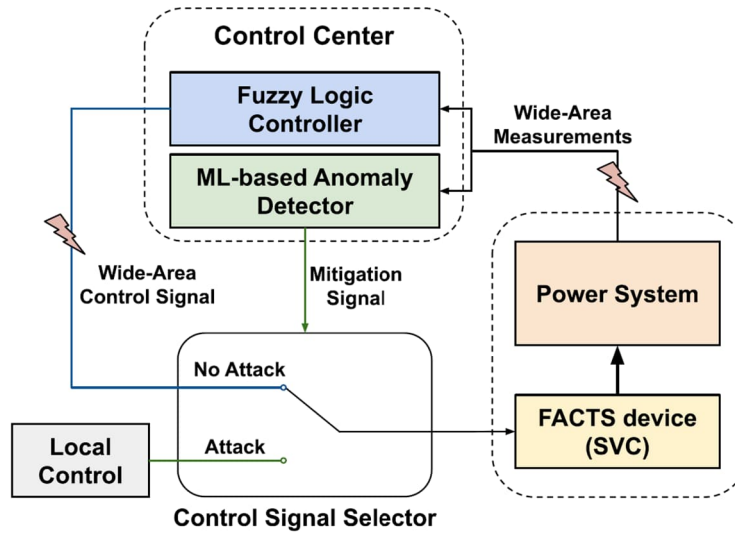 Control Center
Fuzzy Logic
Controller
ML-based Anomaly
Detector
Wide-Area
Measurements
Wide-Area
Control Signal
Mitigation
Signal
Power System
No Attack
FACTS device
(SVC)
Local
Control
Attack
Control Signal Selector